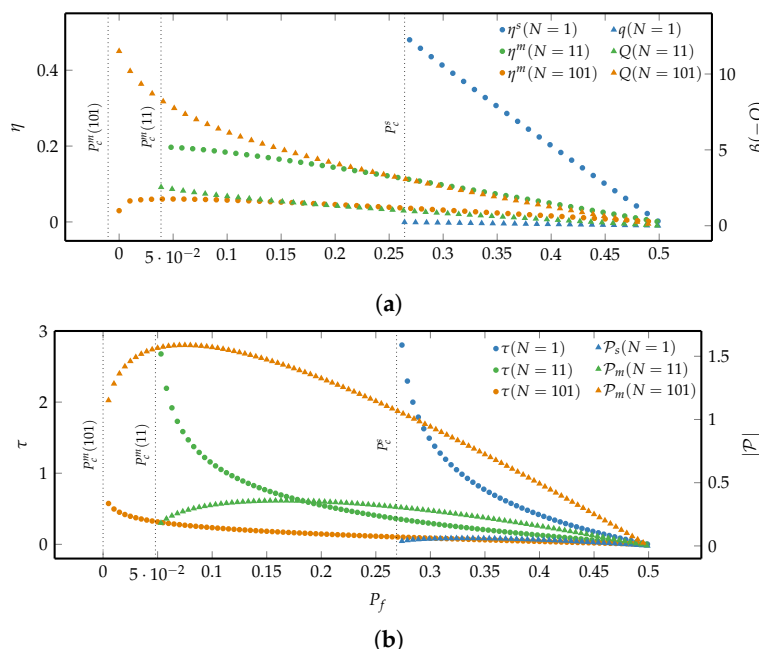 η^s(N = 1) q(N = 1)
η^m(N = 11) Q(N = 11)
η^m(N = 101) Q(N = 101)
0.4
0.2
0
η
10
5
0
β(−Q)
P_c^m(101)
P_c^m(11)
P_c^s
0 5 · 10^−2 0.1 0.15 0.2 0.25 0.3 0.35 0.4 0.45 0.5
(a)
τ(N = 1) P_s(N = 1)
τ(N = 11) P_m(N = 11)
τ(N = 101) P_m(N = 101)
3
2
1
0
τ
1.5
1
0.5
0
|P|
P_c^m(101)
P_c^m(11)
P_c^s
0 5 · 10^−2 0.1 0.15 0.2 0.25 0.3 0.35 0.4 0.45 0.5
P_f
(b)